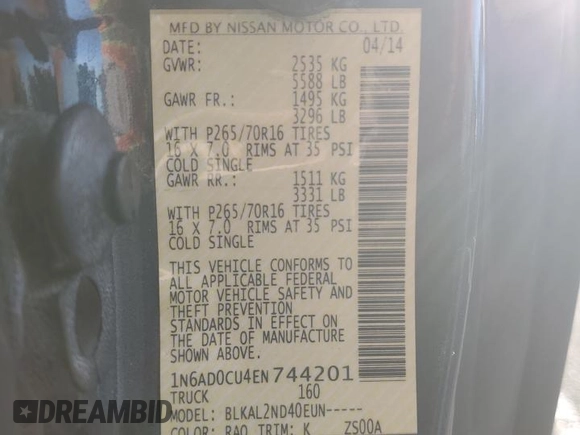 MFD BY NISSAN MOTOR CO., LTD.
DATE: 04/14
GVWR: 2535 KG
5588 LB
GAWR FR.: 1495 KG
3296 LB
WITH P265/70R16 TIRES
16 X 7.0 RIMS AT 35 PSI
COLD SINGLE
GAWR RR.: 1511 KG
3331 LB
WITH P265/70R16 TIRES
16 X 7.0 RIMS AT 35 PSI
COLD SINGLE
THIS VEHICLE CONFORMS TO
ALL APPLICABLE FEDERAL
MOTOR VEHICLE SAFETY AND
THEFT PREVENTION
STANDARDS IN EFFECT ON
THE DATE OF MANUFACTURE
SHOWN ABOVE.
1N6AD0CU4EN744201
TRUCK 160
MODEL: BLKAL2ND40EUN-----
COLOR: RAQ TRIM: K ZS00A
DID I WIN?
.COM